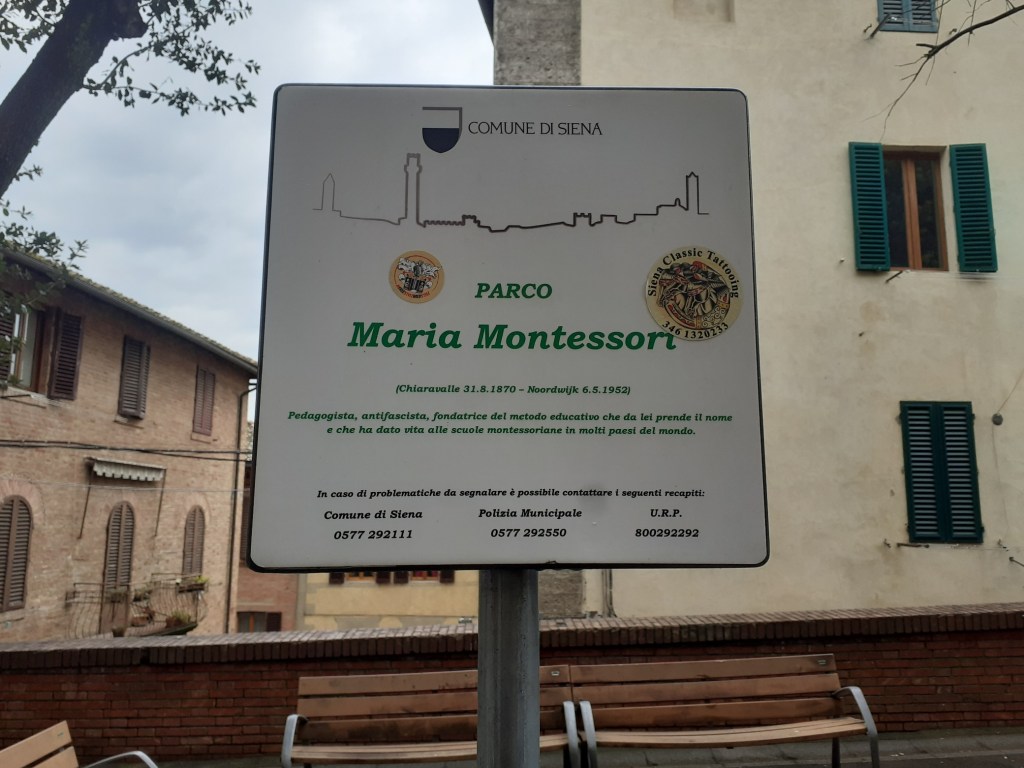 COMUNE DI SIENA
PARCO
Siena Classic Tattooing
346 1320233
Maria Montessori
(Chiaravalle 31.8.1870 – Noordwijk 6.5.1952)
Pedagogista, antifascista, fondatrice del metodo educativo che da lei prende il nome
e che ha dato vita alle scuole montessoriane in molti paesi del mondo.
In caso di problematiche da segnalare è possibile contattare i seguenti recapiti:
Comune di Siena Polizia Municipale U.R.P.
0577 292111 0577 292550 800292292